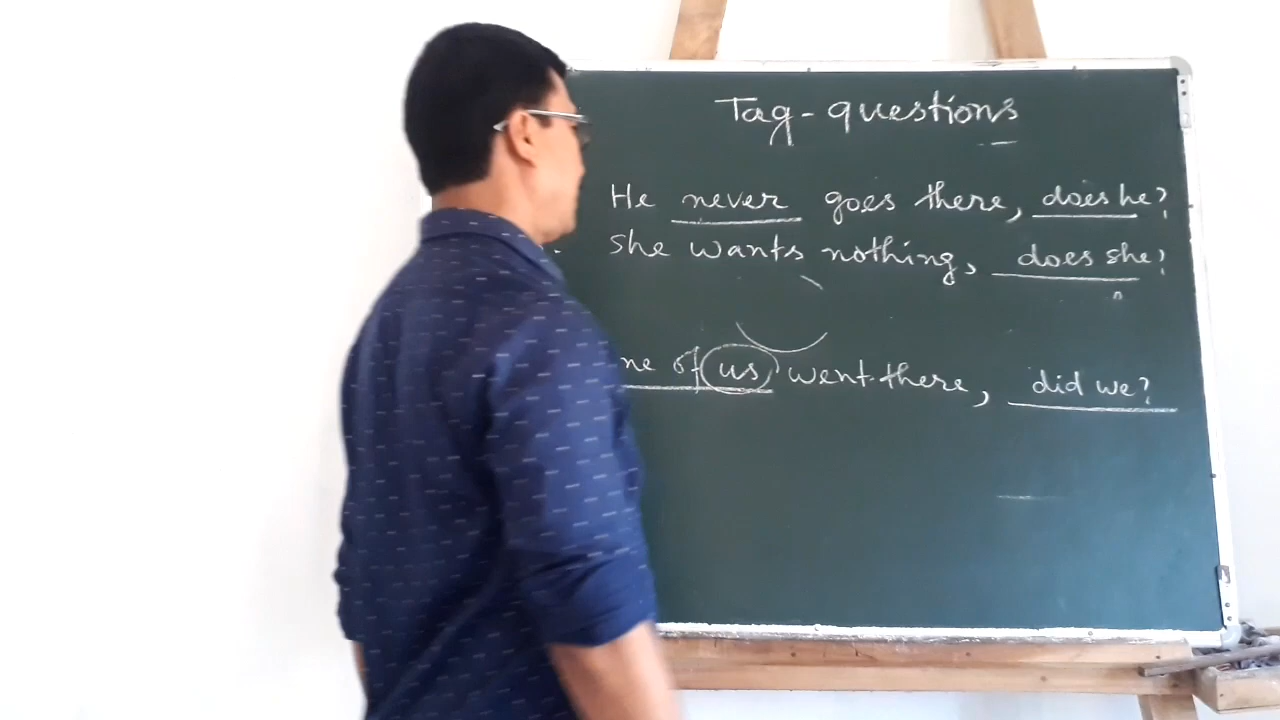 Tag-questions
He never goes there, does he?
She wants nothing, does she?
ne of us went there, did we?